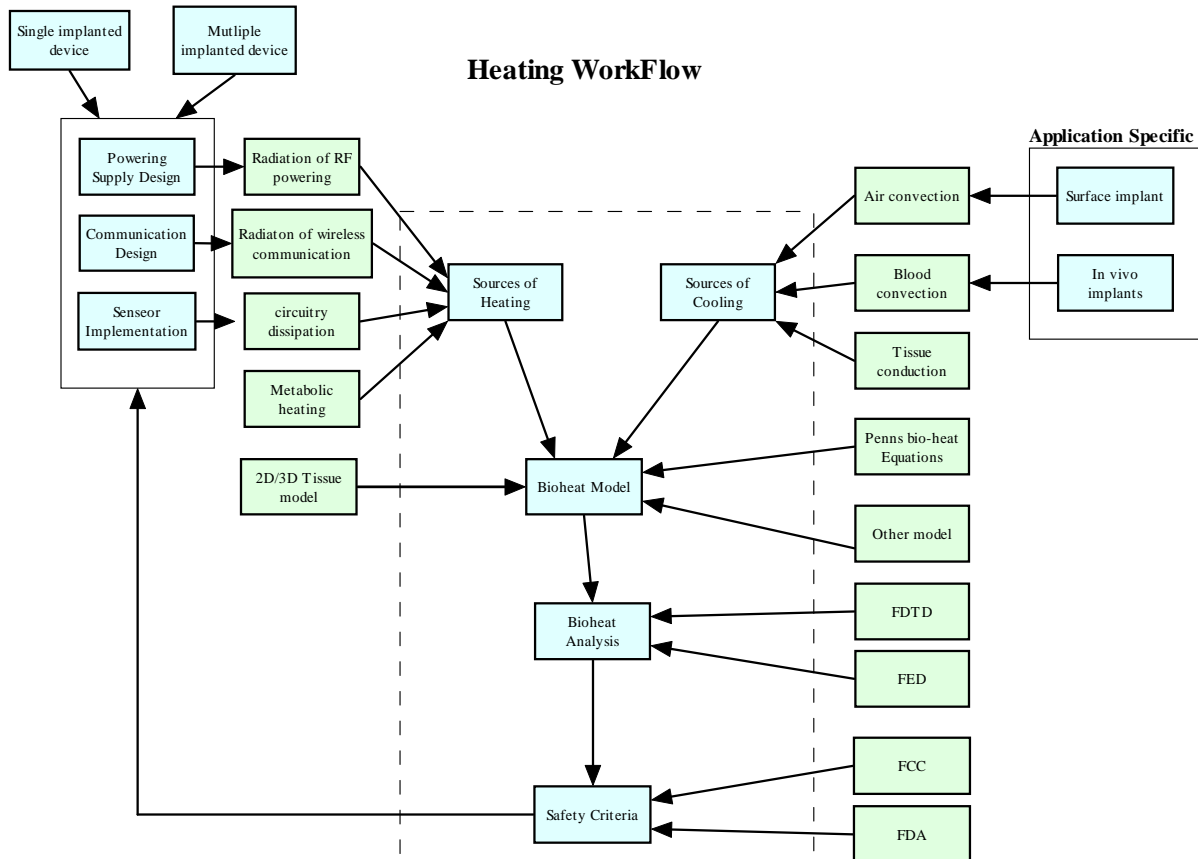 Single implanted
device
Mutliple
implanted device
Heating WorkFlow
Application Specific
Powering
Supply Design
Radiation of RF
powering
Air convection
Surface implant
Communication
Design
Radiaton of wireless
communication
Sources of
Heating
Sources of
Cooling
Blood
convection
In vivo
implants
Senseor
Implementation
circuitry
dissipation
Tissue
conduction
Metabolic
heating
Penns bio-heat
Equations
2D/3D Tissue
model
Bioheat Model
Other model
Bioheat
Analysis
FDTD
FED
FCC
Safety Criteria
FDA